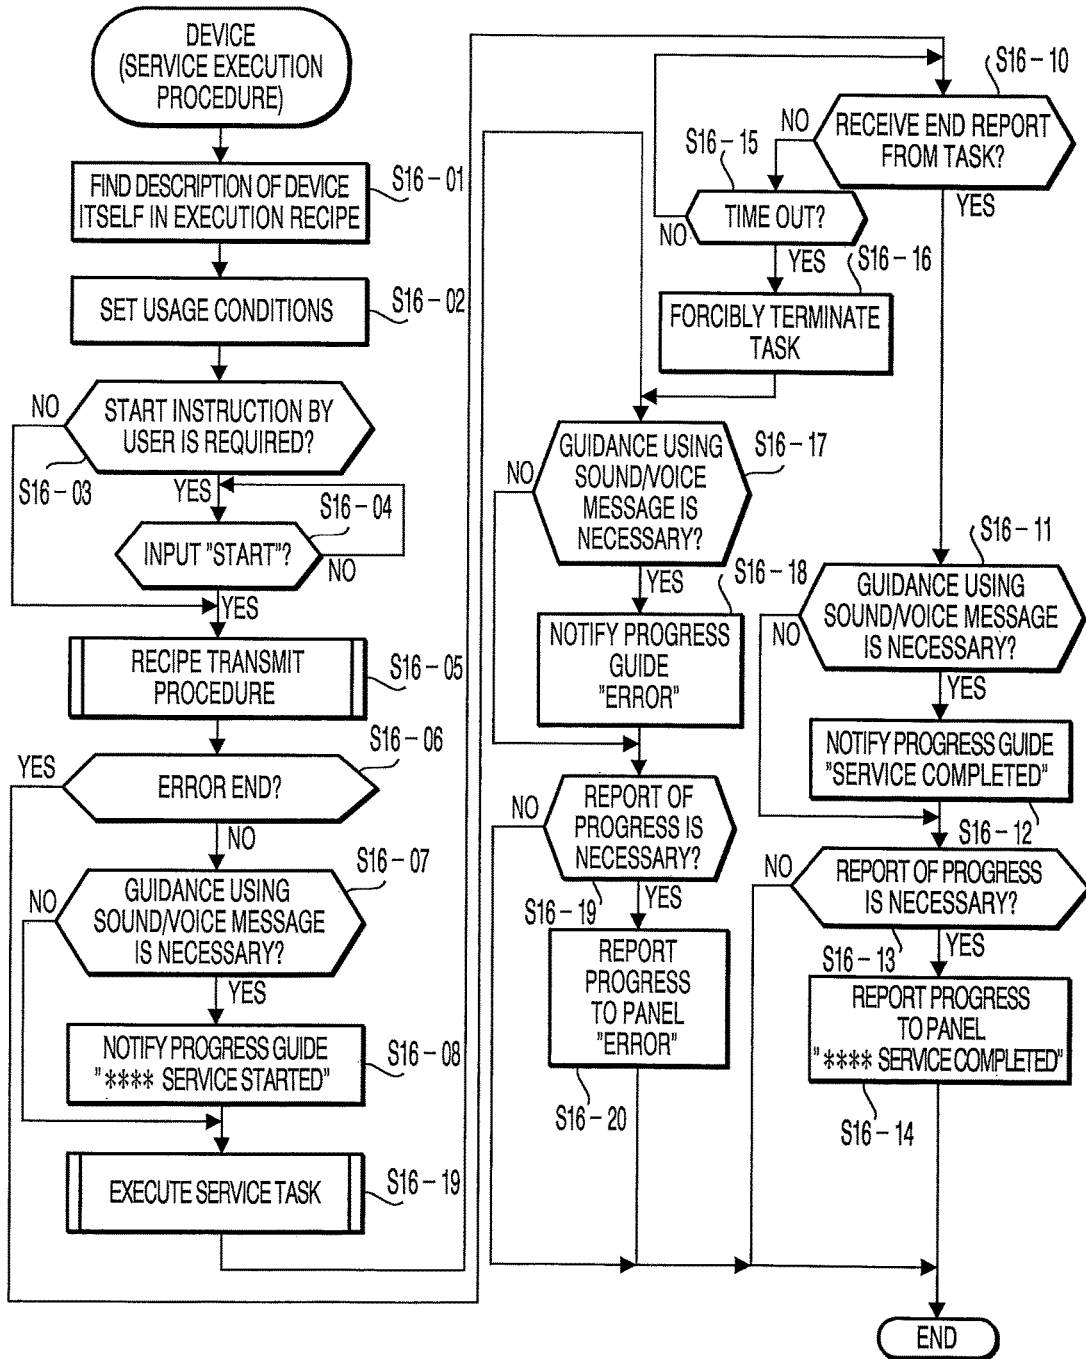 DEVICE
(SERVICE EXECUTION
PROCEDURE)
FIND DESCRIPTION OF DEVICE
ITSELF IN EXECUTION RECIPE
S16-01
SET USAGE CONDITIONS
S16-02
START INSTRUCTION BY
USER IS REQUIRED?
NO
S16-03
YES
S16-04
INPUT "START"?
NO
YES
RECIPE TRANSMIT
PROCEDURE
S16-05
S16-06
YES
ERROR END?
NO
S16-07
NO
GUIDANCE USING
SOUND/VOICE MESSAGE
IS NECESSARY?
YES
NOTIFY PROGRESS GUIDE
"**** SERVICE STARTED"
S16-08
EXECUTE SERVICE TASK
S16-19
S16-10
NO
RECEIVE END REPORT
FROM TASK?
YES
S16-15
TIME OUT?
NO
YES
S16-16
FORCIBLY TERMINATE
TASK
S16-17
NO
GUIDANCE USING
SOUND/VOICE
MESSAGE IS
NECESSARY?
YES
S16-18
NOTIFY PROGRESS
GUIDE
"ERROR"
NO
REPORT OF
PROGRESS IS
NECESSARY?
S16-19
YES
REPORT
PROGRESS
TO PANEL
"ERROR"
S16-20
S16-11
GUIDANCE USING
SOUND/VOICE MESSAGE
IS NECESSARY?
NO
YES
NOTIFY PROGRESS GUIDE
"SERVICE COMPLETED"
S16-12
NO
REPORT OF PROGRESS
IS NECESSARY?
S16-13
YES
REPORT PROGRESS
TO PANEL
"**** SERVICE COMPLETED"
S16-14
END